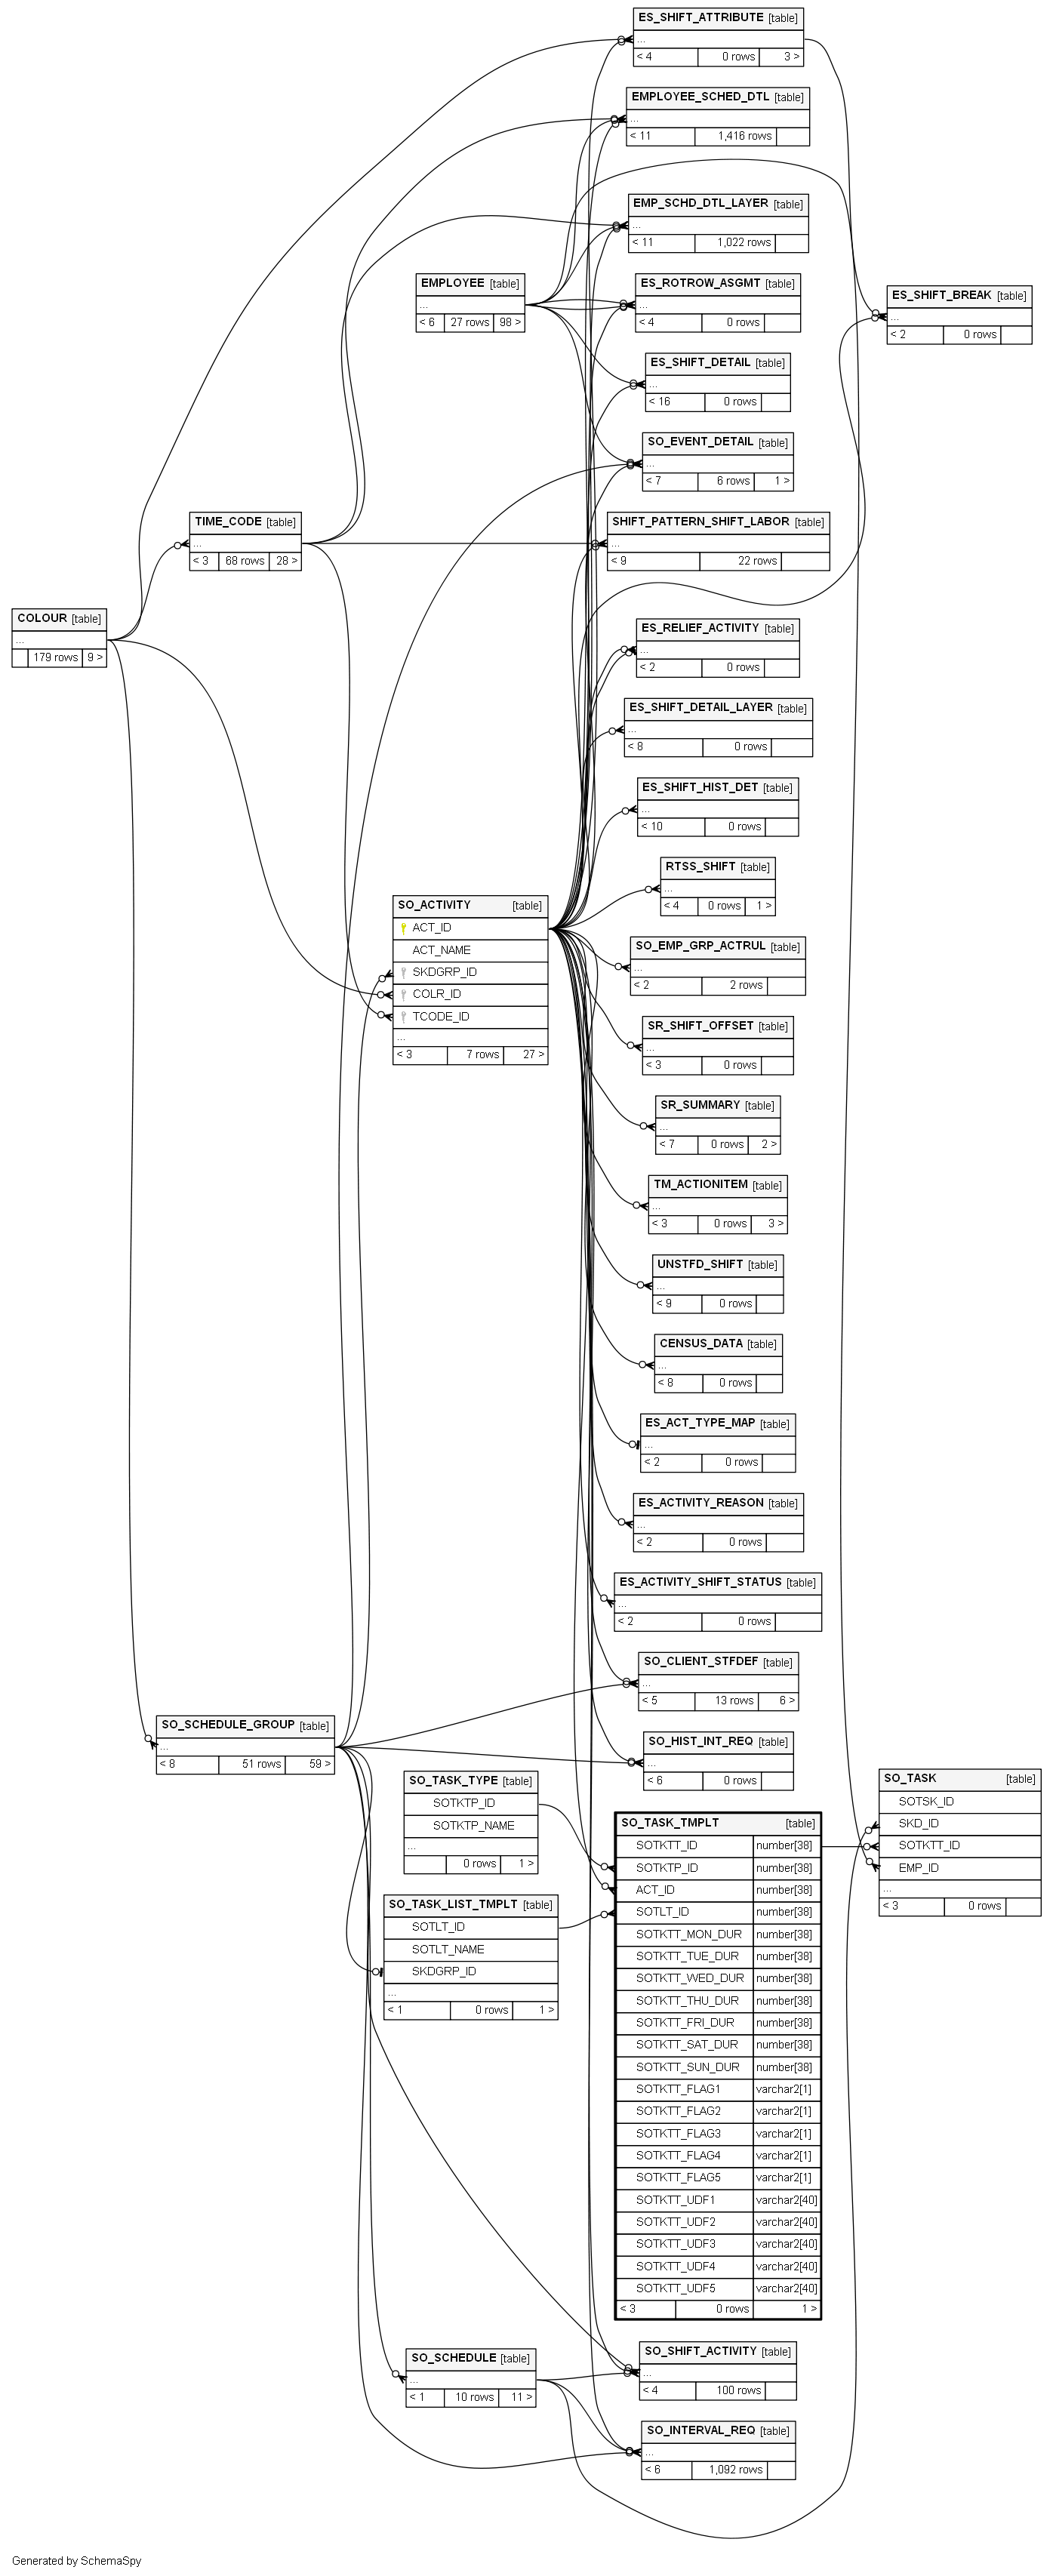 ES_SHIFT_ATTRIBUTE [table]
...
< 4 0 rows 3 >
EMPLOYEE_SCHED_DTL [table]
...
< 11 1,416 rows
EMP_SCHD_DTL_LAYER [table]
...
< 11 1,022 rows
EMPLOYEE [table]
...
< 6 27 rows 98 >
ES_ROTROW_ASGMT [table]
...
< 4 0 rows
ES_SHIFT_BREAK [table]
...
< 2 0 rows
ES_SHIFT_DETAIL [table]
...
< 16 0 rows
SO_EVENT_DETAIL [table]
...
< 7 6 rows 1 >
TIME_CODE [table]
...
< 3 68 rows 28 >
SHIFT_PATTERN_SHIFT_LABOR [table]
...
< 9 22 rows
COLOUR [table]
...
179 rows 9 >
ES_RELIEF_ACTIVITY [table]
...
< 2 0 rows
ES_SHIFT_DETAIL_LAYER [table]
...
< 8 0 rows
ES_SHIFT_HIST_DET [table]
...
< 10 0 rows
RTSS_SHIFT [table]
...
< 4 0 rows 1 >
SO_ACTIVITY [table]
ACT_ID
ACT_NAME
SKDGRP_ID
COLR_ID
TCODE_ID
...
< 3 7 rows 27 >
SO_EMP_GRP_ACTRUL [table]
...
< 2 2 rows
SR_SHIFT_OFFSET [table]
...
< 3 0 rows
SR_SUMMARY [table]
...
< 7 0 rows 2 >
TM_ACTIONITEM [table]
...
< 3 0 rows 3 >
UNSTFD_SHIFT [table]
...
< 9 0 rows
CENSUS_DATA [table]
...
< 8 0 rows
ES_ACT_TYPE_MAP [table]
...
< 2 0 rows
ES_ACTIVITY_REASON [table]
...
< 2 0 rows
ES_ACTIVITY_SHIFT_STATUS [table]
...
< 2 0 rows
SO_CLIENT_STFDEF [table]
...
< 5 13 rows 6 >
SO_SCHEDULE_GROUP [table]
...
< 8 51 rows 59 >
SO_HIST_INT_REQ [table]
...
< 6 0 rows
SO_TASK_TYPE [table]
SOTKTP_ID
SOTKTP_NAME
...
0 rows 1 >
SO_TASK [table]
SOTSK_ID
SKD_ID
SOTKTT_ID
EMP_ID
...
< 3 0 rows
SO_TASK_LIST_TMPLT [table]
SOTLT_ID
SOTLT_NAME
SKDGRP_ID
...
< 1 0 rows 1 >
SO_TASK_TMPLT [table]
SOTKTT_ID number[38]
SOTKTP_ID number[38]
ACT_ID number[38]
SOTLT_ID number[38]
SOTKTT_MON_DUR number[38]
SOTKTT_TUE_DUR number[38]
SOTKTT_WED_DUR number[38]
SOTKTT_THU_DUR number[38]
SOTKTT_FRI_DUR number[38]
SOTKTT_SAT_DUR number[38]
SOTKTT_SUN_DUR number[38]
SOTKTT_FLAG1 varchar2[1]
SOTKTT_FLAG2 varchar2[1]
SOTKTT_FLAG3 varchar2[1]
SOTKTT_FLAG4 varchar2[1]
SOTKTT_FLAG5 varchar2[1]
SOTKTT_UDF1 varchar2[40]
SOTKTT_UDF2 varchar2[40]
SOTKTT_UDF3 varchar2[40]
SOTKTT_UDF4 varchar2[40]
SOTKTT_UDF5 varchar2[40]
< 3 0 rows 1 >
SO_SCHEDULE [table]
...
< 1 10 rows 11 >
SO_SHIFT_ACTIVITY [table]
...
< 4 100 rows
SO_INTERVAL_REQ [table]
...
< 6 1,092 rows
Generated by SchemaSpy